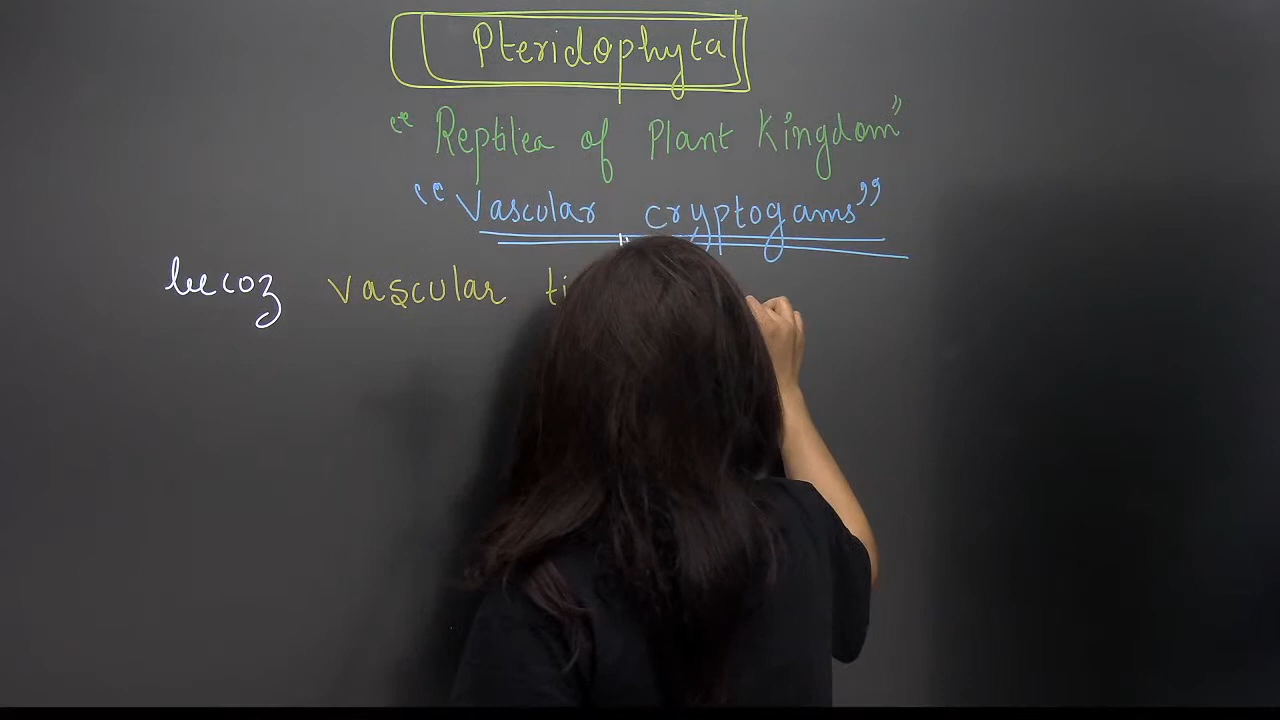 Pteridophyta
"Reptilea of Plant Kingdom"
"Vascular cryptogams"
becoz vascular